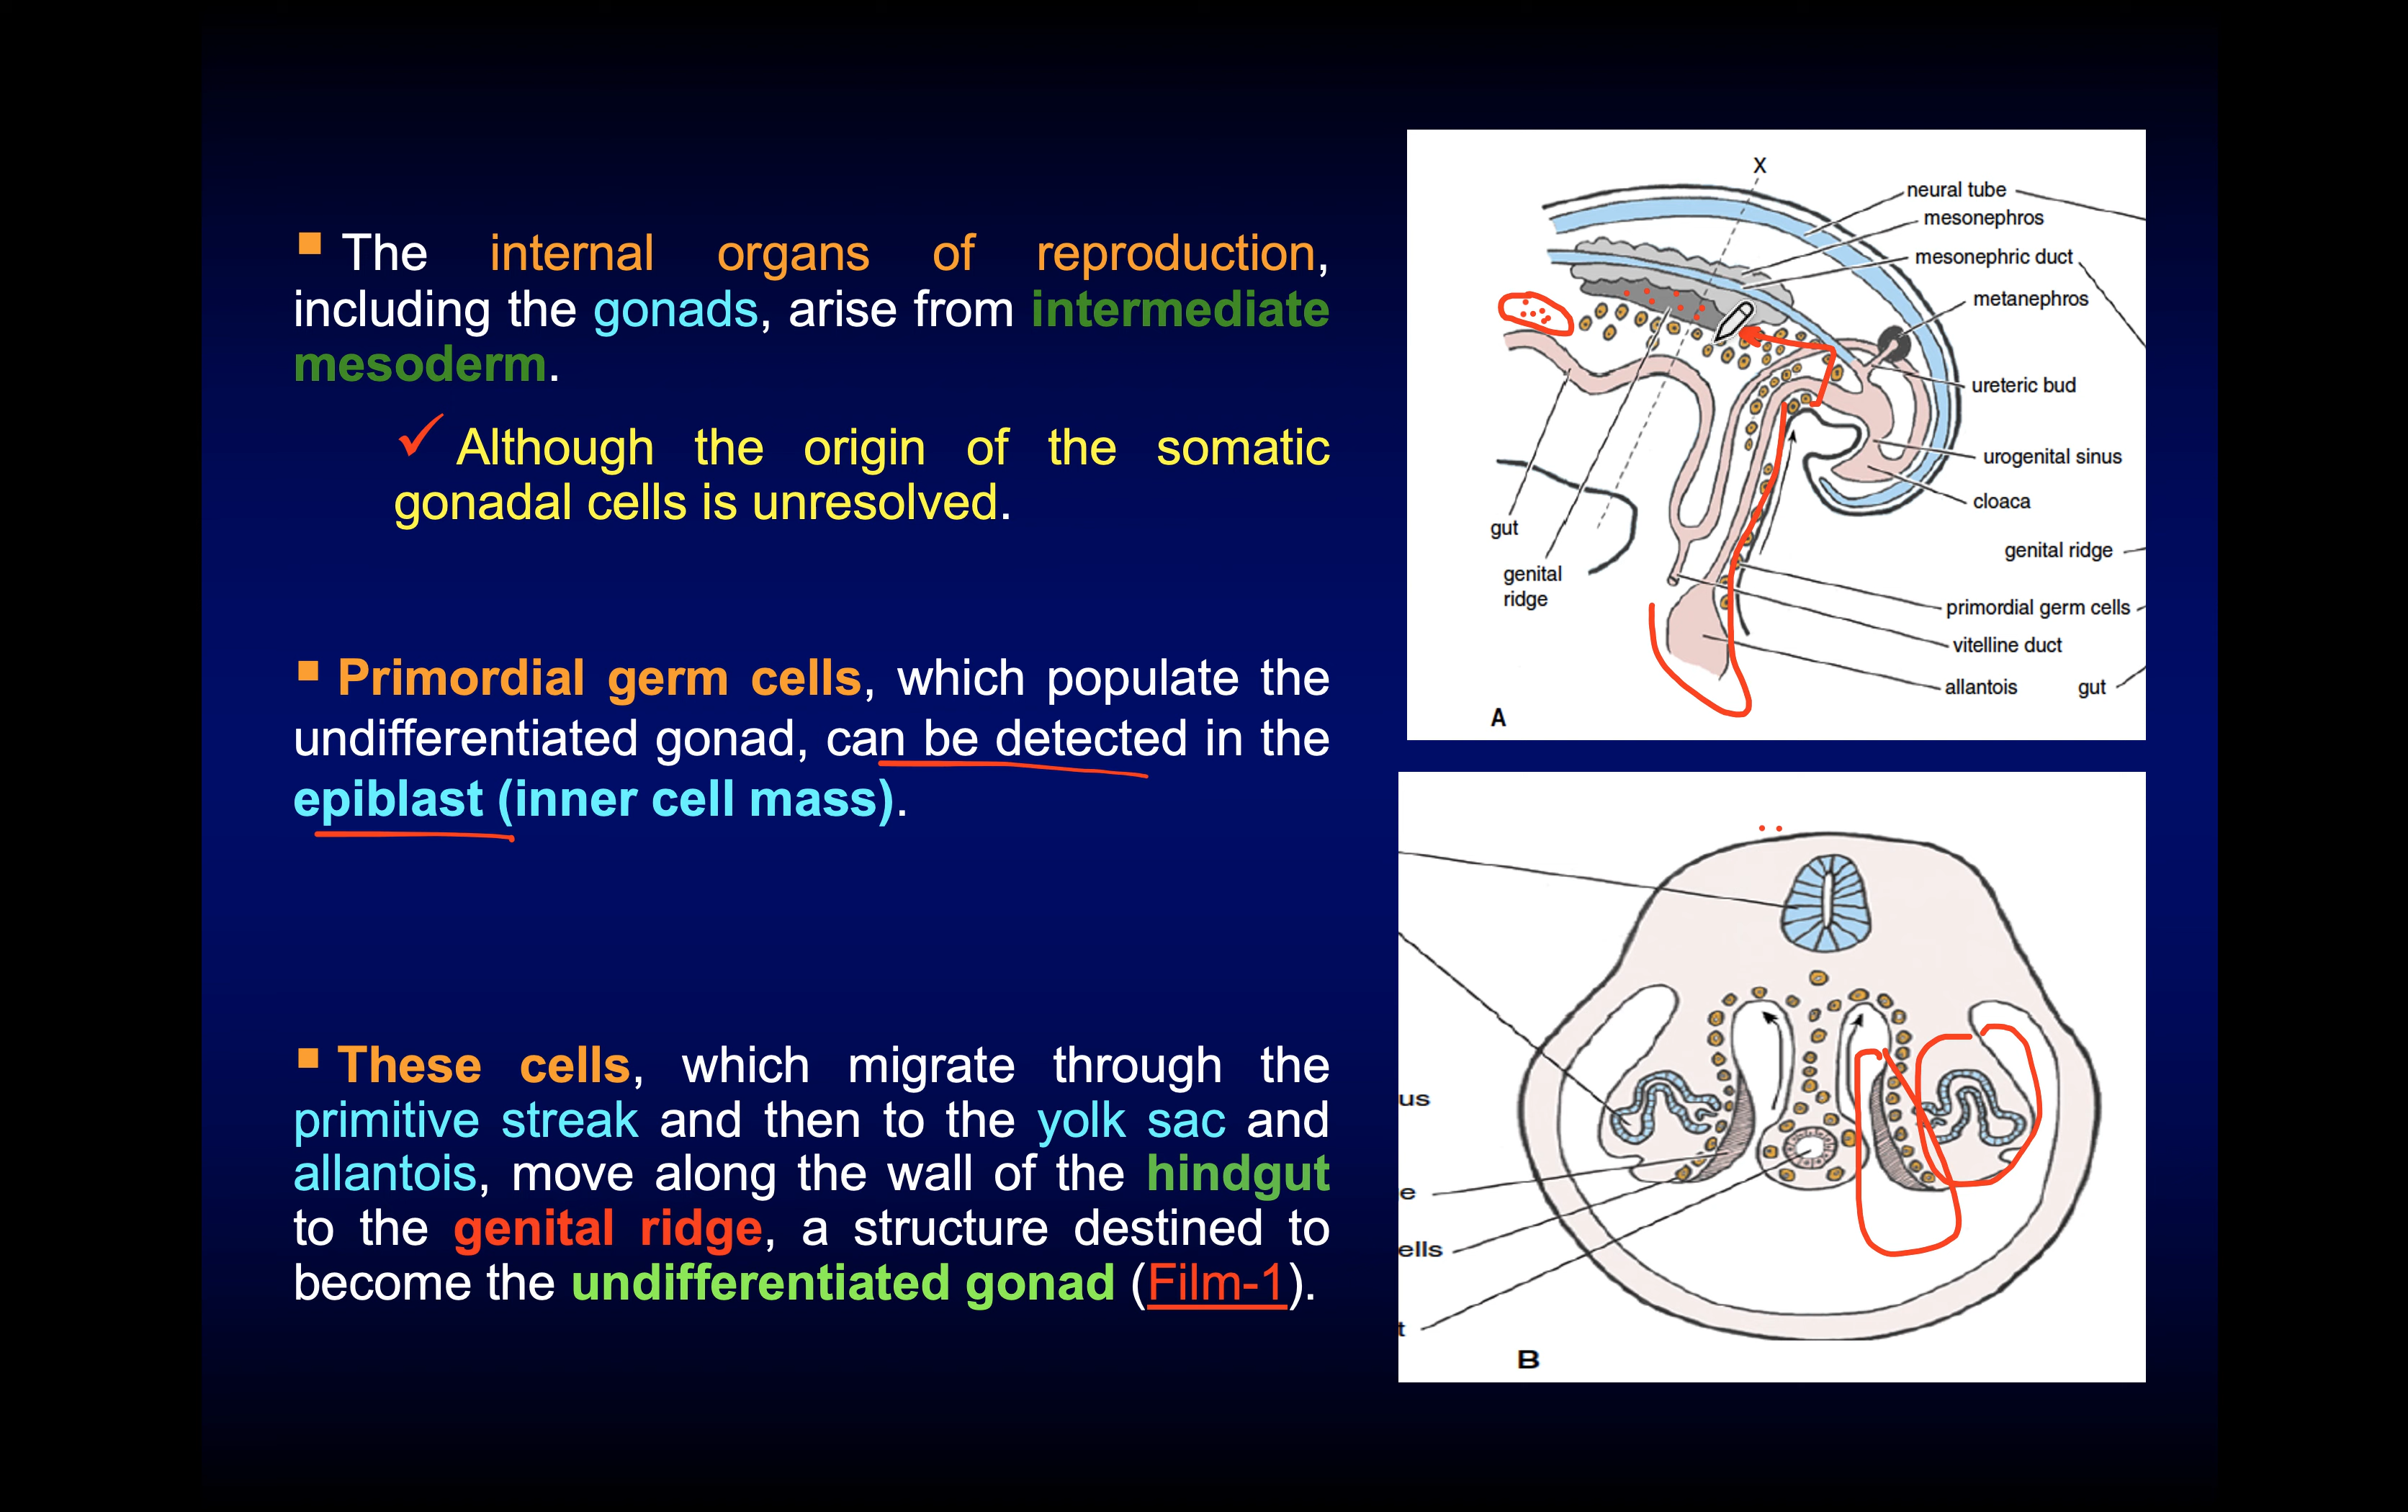 The internal organs of reproduction,
including the gonads, arise from intermediate
mesoderm.
Although the origin of the somatic
gonadal cells is unresolved.
Primordial germ cells, which populate the
undifferentiated gonad, can be detected in the
epiblast (inner cell mass).
These cells, which migrate through the
primitive streak and then to the yolk sac and
allantois, move along the wall of the hindgut
to the genital ridge, a structure destined to
become the undifferentiated gonad (Film-1).
X
neural tube
mesonephros
mesonephric duct
metanephros
ureteric bud
urogenital sinus
cloaca
genital ridge
primordial germ cells
vitelline duct
allantois
gut
gut
genital
ridge
A
us
e
ells
t
B